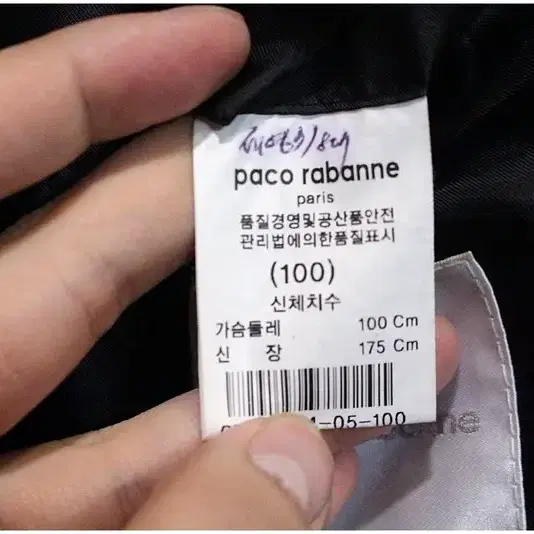 paco rabanne
paris
품질경영및공산품안전
관리법에의한품질표시
(100)
신체치수
가슴둘레 100 Cm
신 장 175 Cm
-05-100